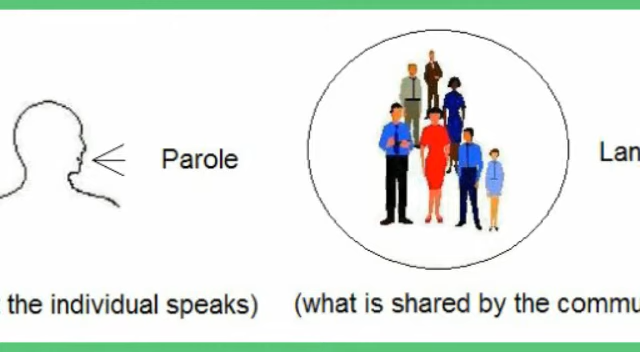 Parole
Lan
the individual speaks) (what is shared by the commu